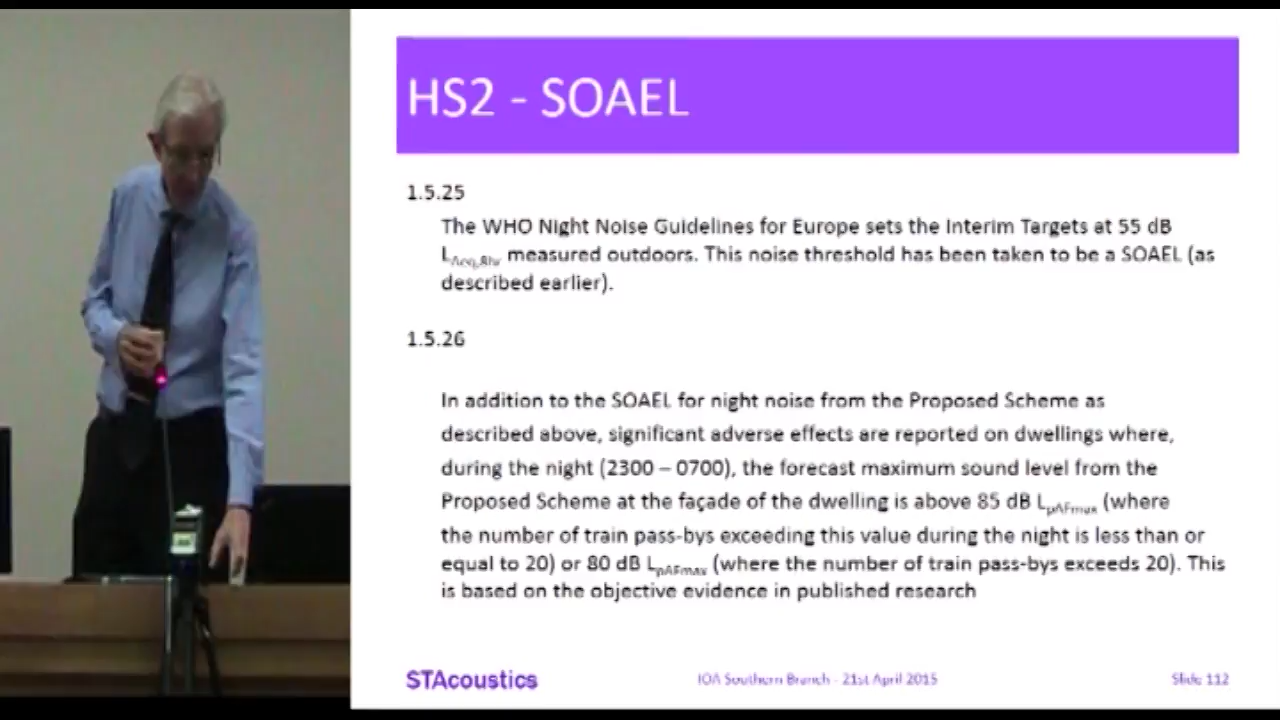 HS2 - SOAEL
1.5.25
The WHO Night Noise Guidelines for Europe sets the Interim Targets at 55 dB
LAeq,8hr measured outdoors. This noise threshold has been taken to be a SOAEL (as
described earlier).
1.5.26
In addition to the SOAEL for night noise from the Proposed Scheme as
described above, significant adverse effects are reported on dwellings where,
during the night (2300 – 0700), the forecast maximum sound level from the
Proposed Scheme at the façade of the dwelling is above 85 dB LpAFmax (where
the number of train pass-bys exceeding this value during the night is less than or
equal to 20) or 80 dB LpAFmax (where the number of train pass-bys exceeds 20). This
is based on the objective evidence in published research
STAcoustics
IOA Southern Branch - 21st April 2015
Slide 112